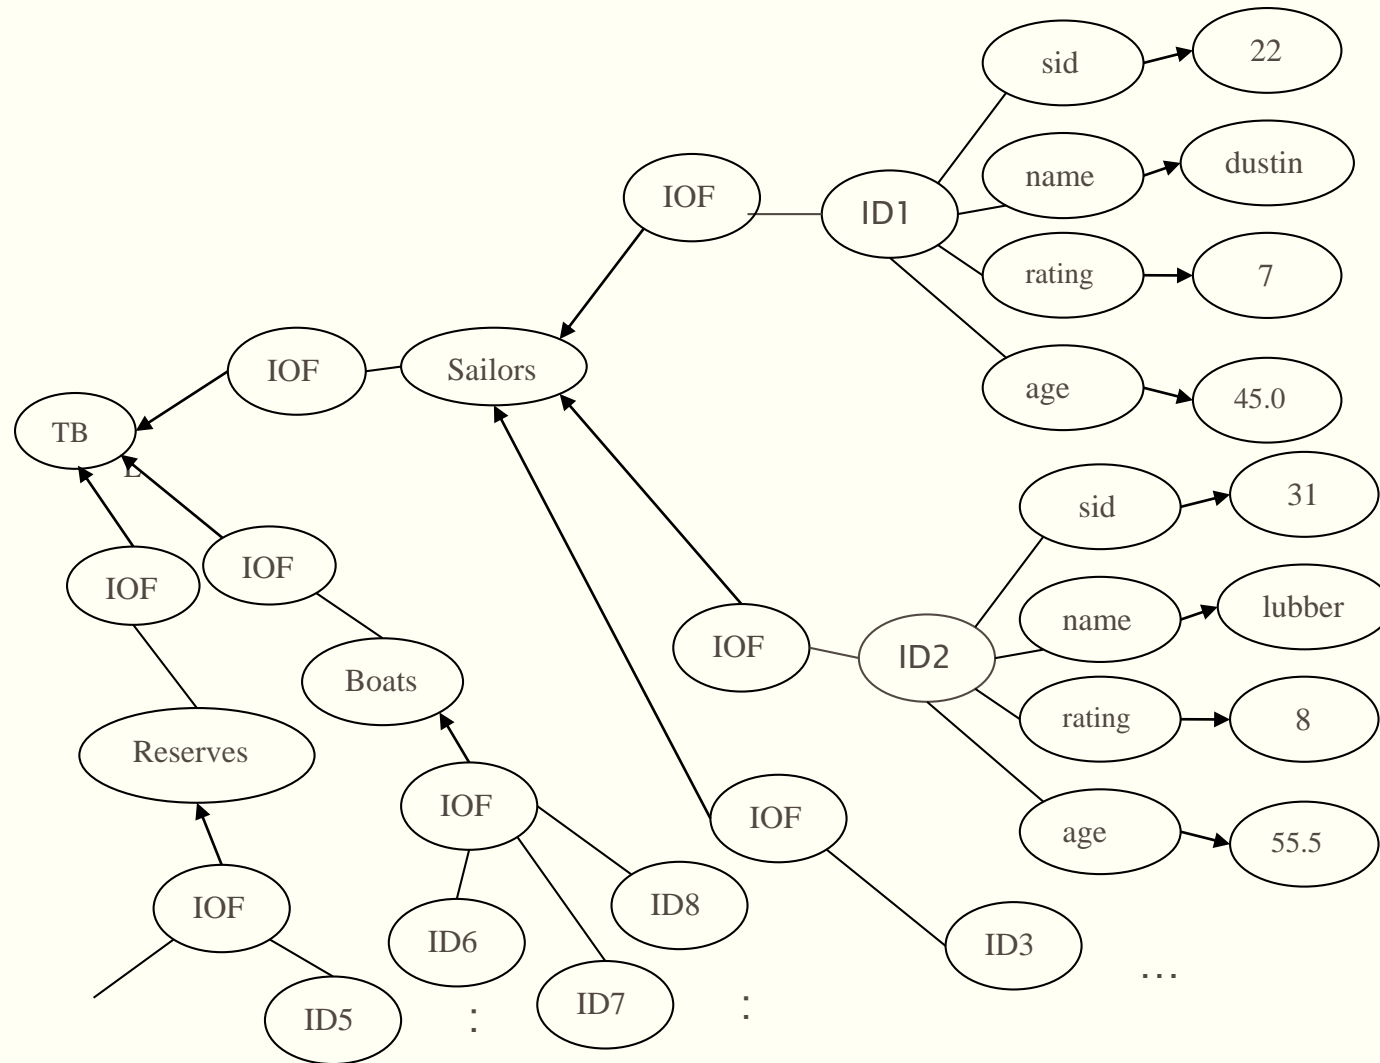 sid
22
name
dustin
IOF
ID1
rating
7
IOF
Sailors
age
45.0
TB
L
sid
31
IOF
IOF
name
lubber
IOF
ID2
Boats
rating
8
Reserves
IOF
IOF
age
55.5
IOF
ID8
ID6
ID3
...
ID7
:
ID5
: